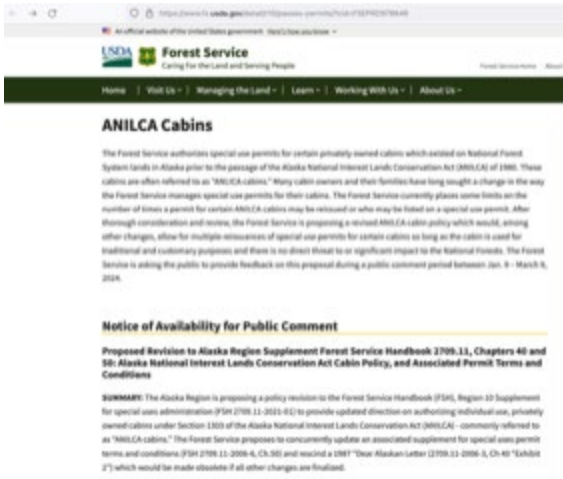 An official website of the United States government Here's how you know
USDA
Forest Service
Caring for the Land and Serving People
Forest Service Home About
Home | Visit Us | Managing the Land | Learn | Working With Us | About Us
ANILCA Cabins
The Forest Service authorizes special use permits for certain privately owned cabins which existed on National Forest
System lands in Alaska prior to the passage of the Alaska National Interest Lands Conservation Act (ANILCA) of 1980. These
cabins are often referred to as "ANILCA cabins." Many cabin owners and their families have long sought a change in the way
the Forest Service manages special use permits for their cabins. The Forest Service currently places some limits on the
number of times a permit for certain ANILCA cabins may be reissued or who may be listed on a special use permit. After
thorough consideration and review, the Forest Service is proposing a revised ANILCA cabin policy which would, among
other changes, allow for multiple reissuances of special use permits for certain cabins so long as the cabin is used for
traditional and customary purposes and there is no direct threat to or significant impact to the National Forests. The Forest
Service is asking the public to provide feedback on this proposal during a public comment period between Jan. 9 – March 9,
2024.
Notice of Availability for Public Comment
Proposed Revision to Alaska Region Supplement Forest Service Handbook 2709.11, Chapters 40 and
50: Alaska National Interest Lands Conservation Act Cabin Policy, and Associated Permit Terms and
Conditions
SUMMARY: The Alaska Region is proposing a policy revision to the Forest Service Handbook (FSH), Region 10 Supplement
for special uses administration (FSH 2709.11-2021-01) to provide updated direction on authorizing individual use, privately
owned cabins under Section 1303 of the Alaska National Interest Lands Conservation Act (ANILCA) - commonly referred to
as "ANILCA cabins." The Forest Service proposes to concurrently update an associated supplement for special uses permit
terms and conditions (FSH 2709.11-2006-6, Ch.50) and rescind a 1987 "Dear Alaskan Letter (2709.11-2006-3, Ch 40 "Exhibit
2") which would be made obsolete if all other changes are finalized.